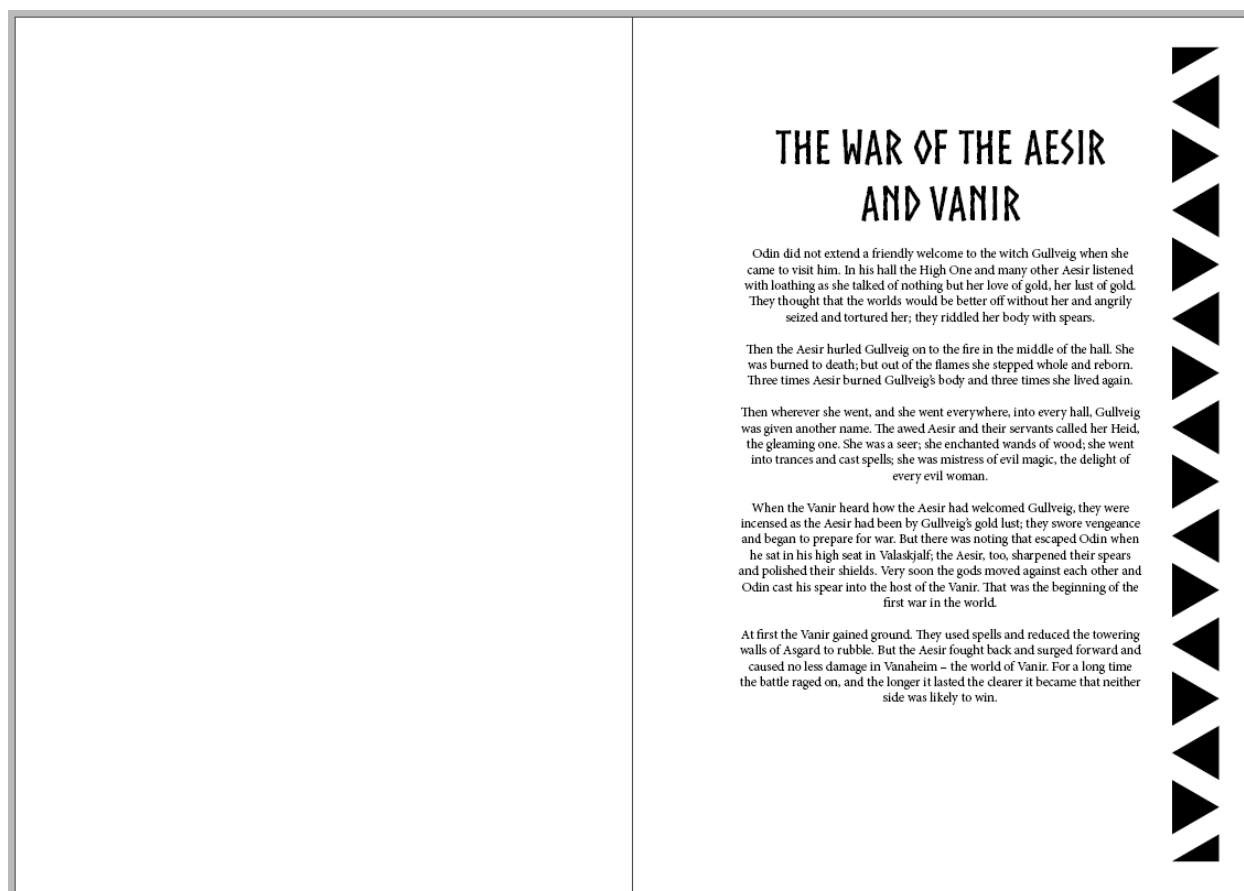 THE WAR OF THE AESIR
AND VANIR
Odin did not extend a friendly welcome to the witch Gullveig when she
came to visit him. In his hall the High One and many other Aesir listened
with loathing as she talked of nothing but her love of gold, her lust of gold.
They thought that the worlds would be better off without her and angrily
seized and tortured her; they riddled her body with spears.
Then the Aesir hurled Gullveig on to the fire in the middle of the hall. She
was burned to death; but out of the flames she stepped whole and reborn.
Three times Aesir burned Gullveig's body and three times she lived again.
Then wherever she went, and she went everywhere, into every hall, Gullveig
was given another name. The awed Aesir and their servants called her Heid,
the gleaming one. She was a seer; she enchanted wands of wood; she went
into trances and cast spells; she was mistress of evil magic, the delight of
every evil woman.
When the Vanir heard how the Aesir had welcomed Gullveig, they were
incensed as the Aesir had been by Gullveig's gold lust; they swore vengeance
and began to prepare for war. But there was noting that escaped Odin when
he sat in his high seat in Valaskjalf; the Aesir, too, sharpened their spears
and polished their shields. Very soon the gods moved against each other and
Odin cast his spear into the host of the Vanir. That was the beginning of the
first war in the world.
At first the Vanir gained ground. They used spells and reduced the towering
walls of Asgard to rubble. But the Aesir fought back and surged forward and
caused no less damage in Vanaheim – the world of Vanir. For a long time
the battle raged on, and the longer it lasted the clearer it became that neither
side was likely to win.